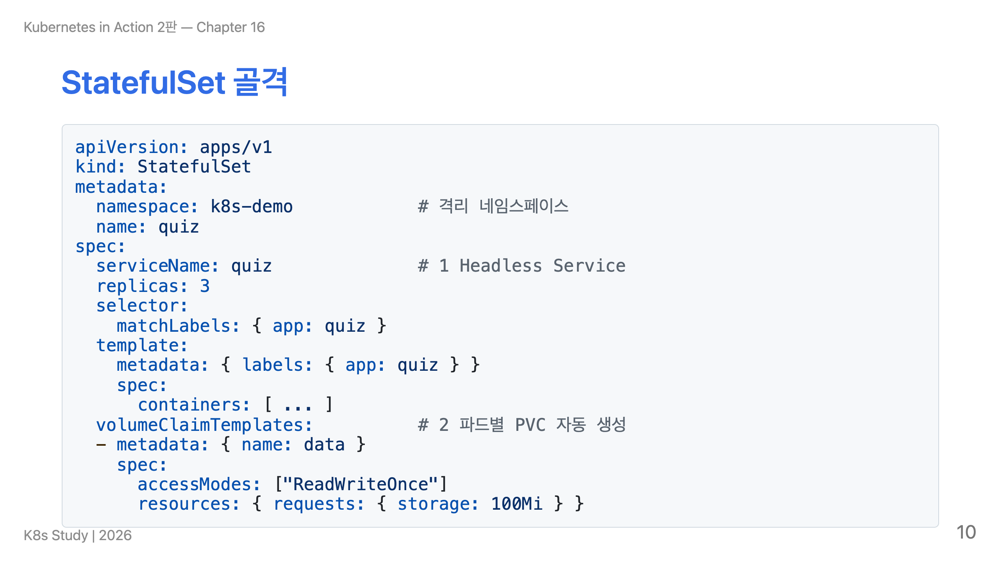 Kubernetes in Action 2판 — Chapter 16
StatefulSet 골격
apiVersion: apps/v1
kind: StatefulSet
metadata:
  namespace: k8s-demo            # 격리 네임스페이스
  name: quiz
spec:
  serviceName: quiz              # 1 Headless Service
  replicas: 3
  selector:
    matchLabels: { app: quiz }
  template:
    metadata: { labels: { app: quiz } }
    spec:
      containers: [ ... ]
  volumeClaimTemplates:          # 2 파드별 PVC 자동 생성
  - metadata: { name: data }
    spec:
      accessModes: ["ReadWriteOnce"]
      resources: { requests: { storage: 100Mi } }
K8s Study | 2026
10